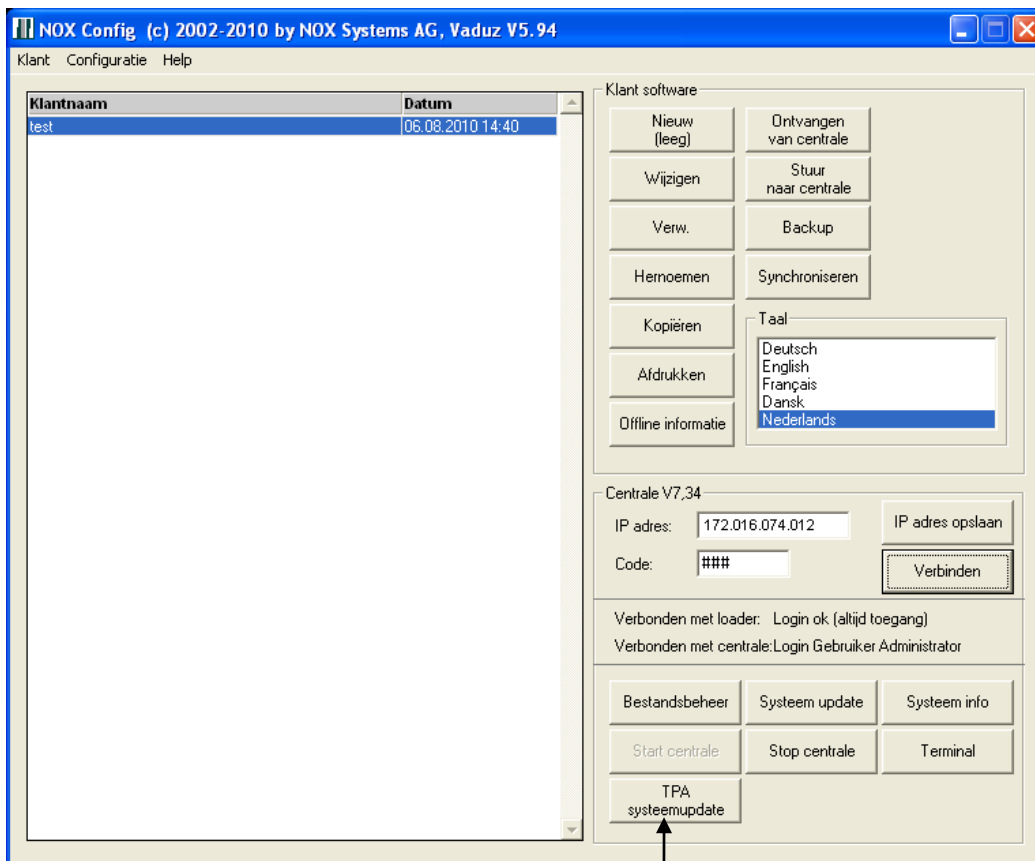 NOX Config (c) 2002-2010 by NOX Systems AG, Vaduz V5.94
Klant Configuratie Help
Klantnaam Datum
test 06.08.2010 14:40
Klant software
Nieuw
(leeg)
Ontvangen
van centrale
Wijzigen
Stuur
naar centrale
Verw.
Backup
Hernoemen
Synchroniseren
Kopiëren
Afdrukken
Offline informatie
Taal
Deutsch
English
Français
Dansk
Nederlands
Centrale V7,34
IP adres: 172.016.074.012
IP adres opslaan
Code: ###
Verbinden
Verbonden met loader: Login ok (altijd toegang)
Verbonden met centrale:Login Gebruiker Administrator
Bestandsbeheer
Systeem update
Systeem info
Start centrale
Stop centrale
Terminal
TPA
systeemupdate